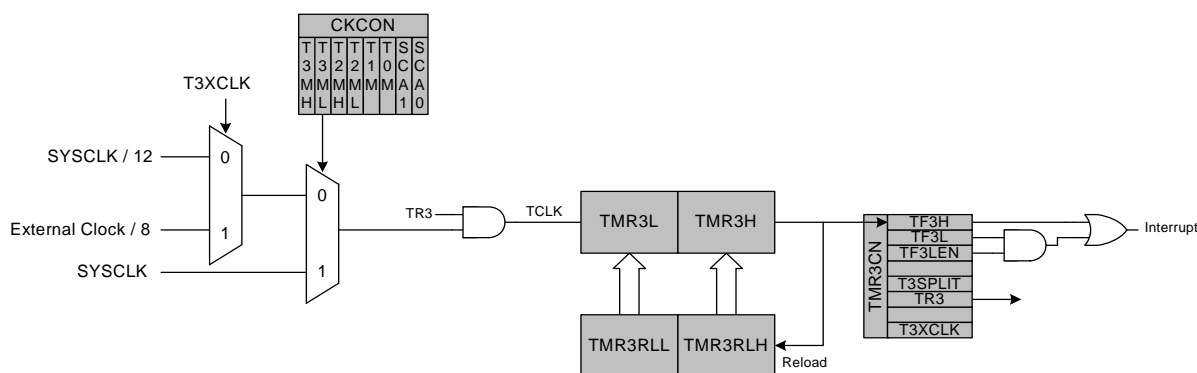 CKCON
T3MH
T3ML
T2MH
T2ML
T1M
T0M
SCA1
SCA0
T3XCLK
SYSCLK / 12
0
External Clock / 8
1
SYSCLK
0
1
TR3
TCLK
TMR3L
TMR3H
TMR3RLL
TMR3RLH
Reload
TMR3CN
TF3H
TF3L
TF3LEN
T3SPLIT
TR3
T3XCLK
Interrupt